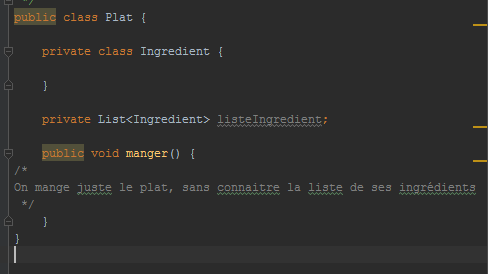 */
public class Plat {
private class Ingredient {
}
private List<Ingredient> listeIngredient;
public void manger() {
/*
On mange juste le plat, sans connaitre la liste de ses ingrédients
*/
}
}